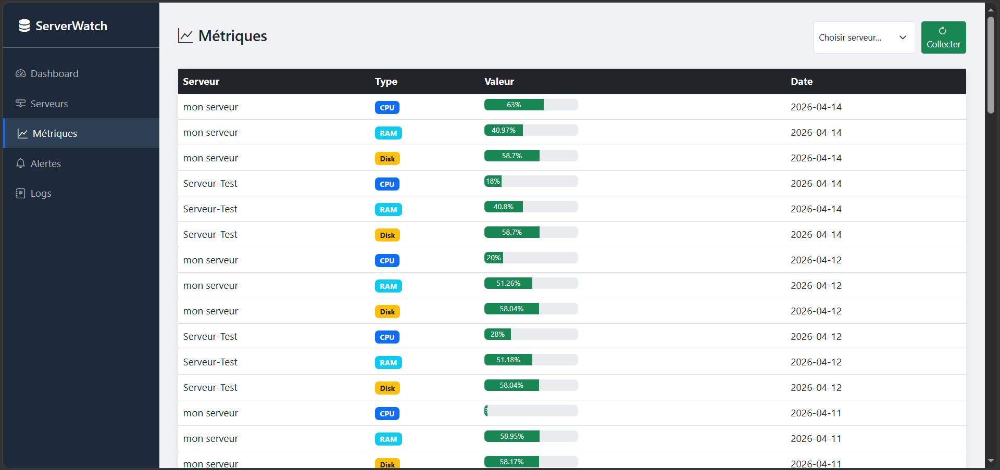 ServerWatch
Dashboard
Serveurs
Métriques
Alertes
Logs
Métriques
Choisir serveur...
Collecter
Serveur Type Valeur Date
mon serveur CPU 63% 2026-04-14
mon serveur RAM 40.97% 2026-04-14
mon serveur Disk 58.7% 2026-04-14
Serveur-Test CPU 18% 2026-04-14
Serveur-Test RAM 40.8% 2026-04-14
Serveur-Test Disk 58.7% 2026-04-14
mon serveur CPU 20% 2026-04-12
mon serveur RAM 51.26% 2026-04-12
mon serveur Disk 58.04% 2026-04-12
Serveur-Test CPU 28% 2026-04-12
Serveur-Test RAM 51.18% 2026-04-12
Serveur-Test Disk 58.04% 2026-04-12
mon serveur CPU 2026-04-11
mon serveur RAM 58.95% 2026-04-11
mon serveur Disk 58.17% 2026-04-11